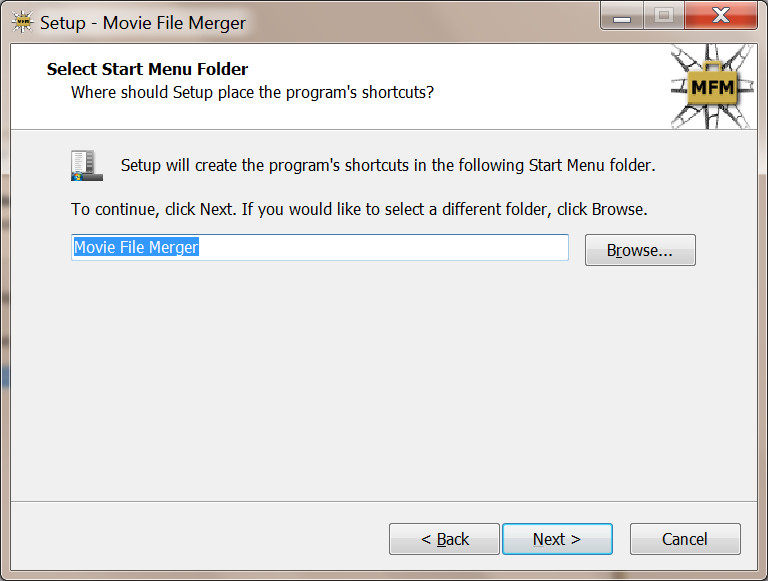 Setup - Movie File Merger
Select Start Menu Folder
Where should Setup place the program's shortcuts?
MFM
Setup will create the program's shortcuts in the following Start Menu folder.
To continue, click Next. If you would like to select a different folder, click Browse.
Movie File Merger
Browse...
< Back
Next >
Cancel